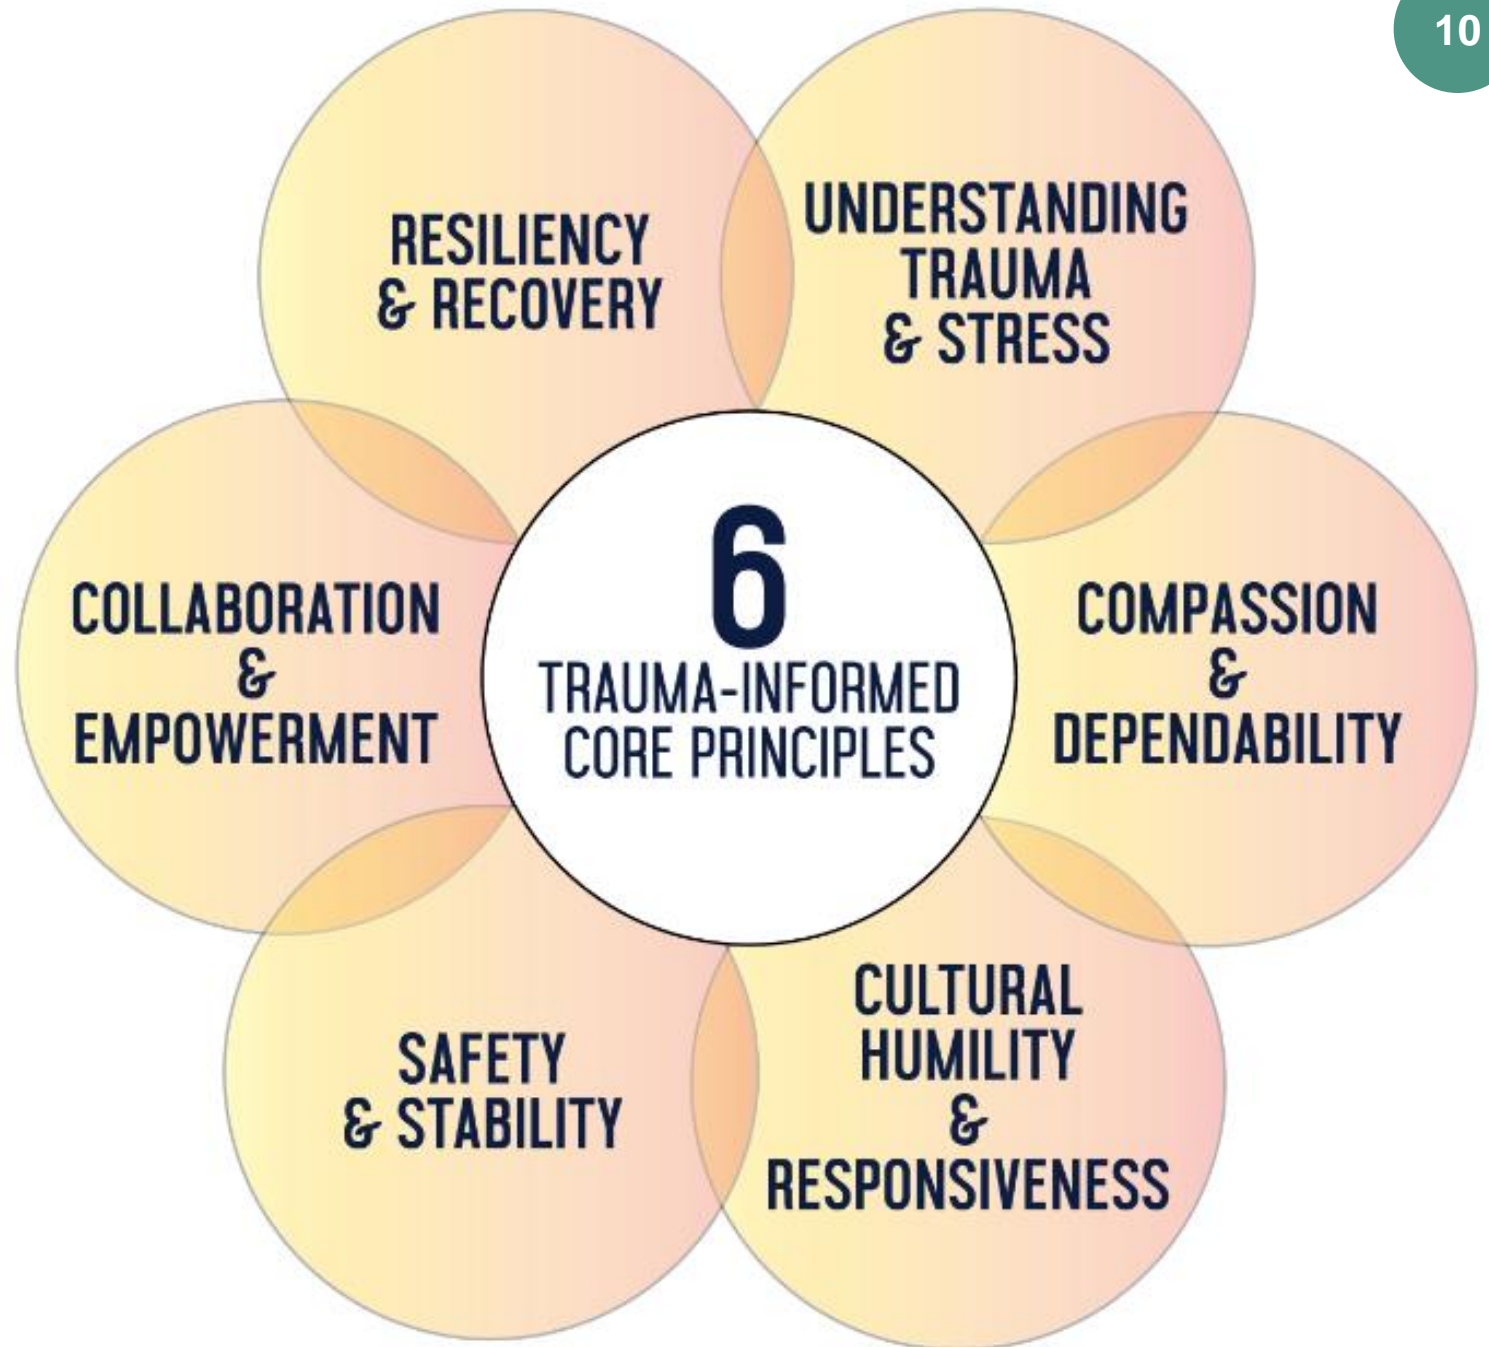 10
RESILIENCY
& RECOVERY
UNDERSTANDING
TRAUMA
& STRESS
COLLABORATION
&
EMPOWERMENT
6
TRAUMA-INFORMED
CORE PRINCIPLES
COMPASSION
&
DEPENDABILITY
SAFETY
& STABILITY
CULTURAL
HUMILITY
&
RESPONSIVENESS